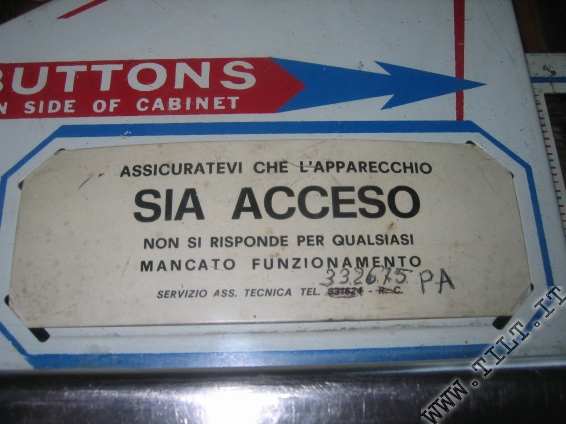 BUTTONS
N SIDE OF CABINET
ASSICURATEVI CHE L'APPARECCHIO
SIA ACCESO
NON SI RISPONDE PER QUALSIASI
MANCATO FUNZIONAMENTO
332675 PA
SERVIZIO ASS. TECNICA TEL. 331624 - R.C.
WWW.TILT.IT